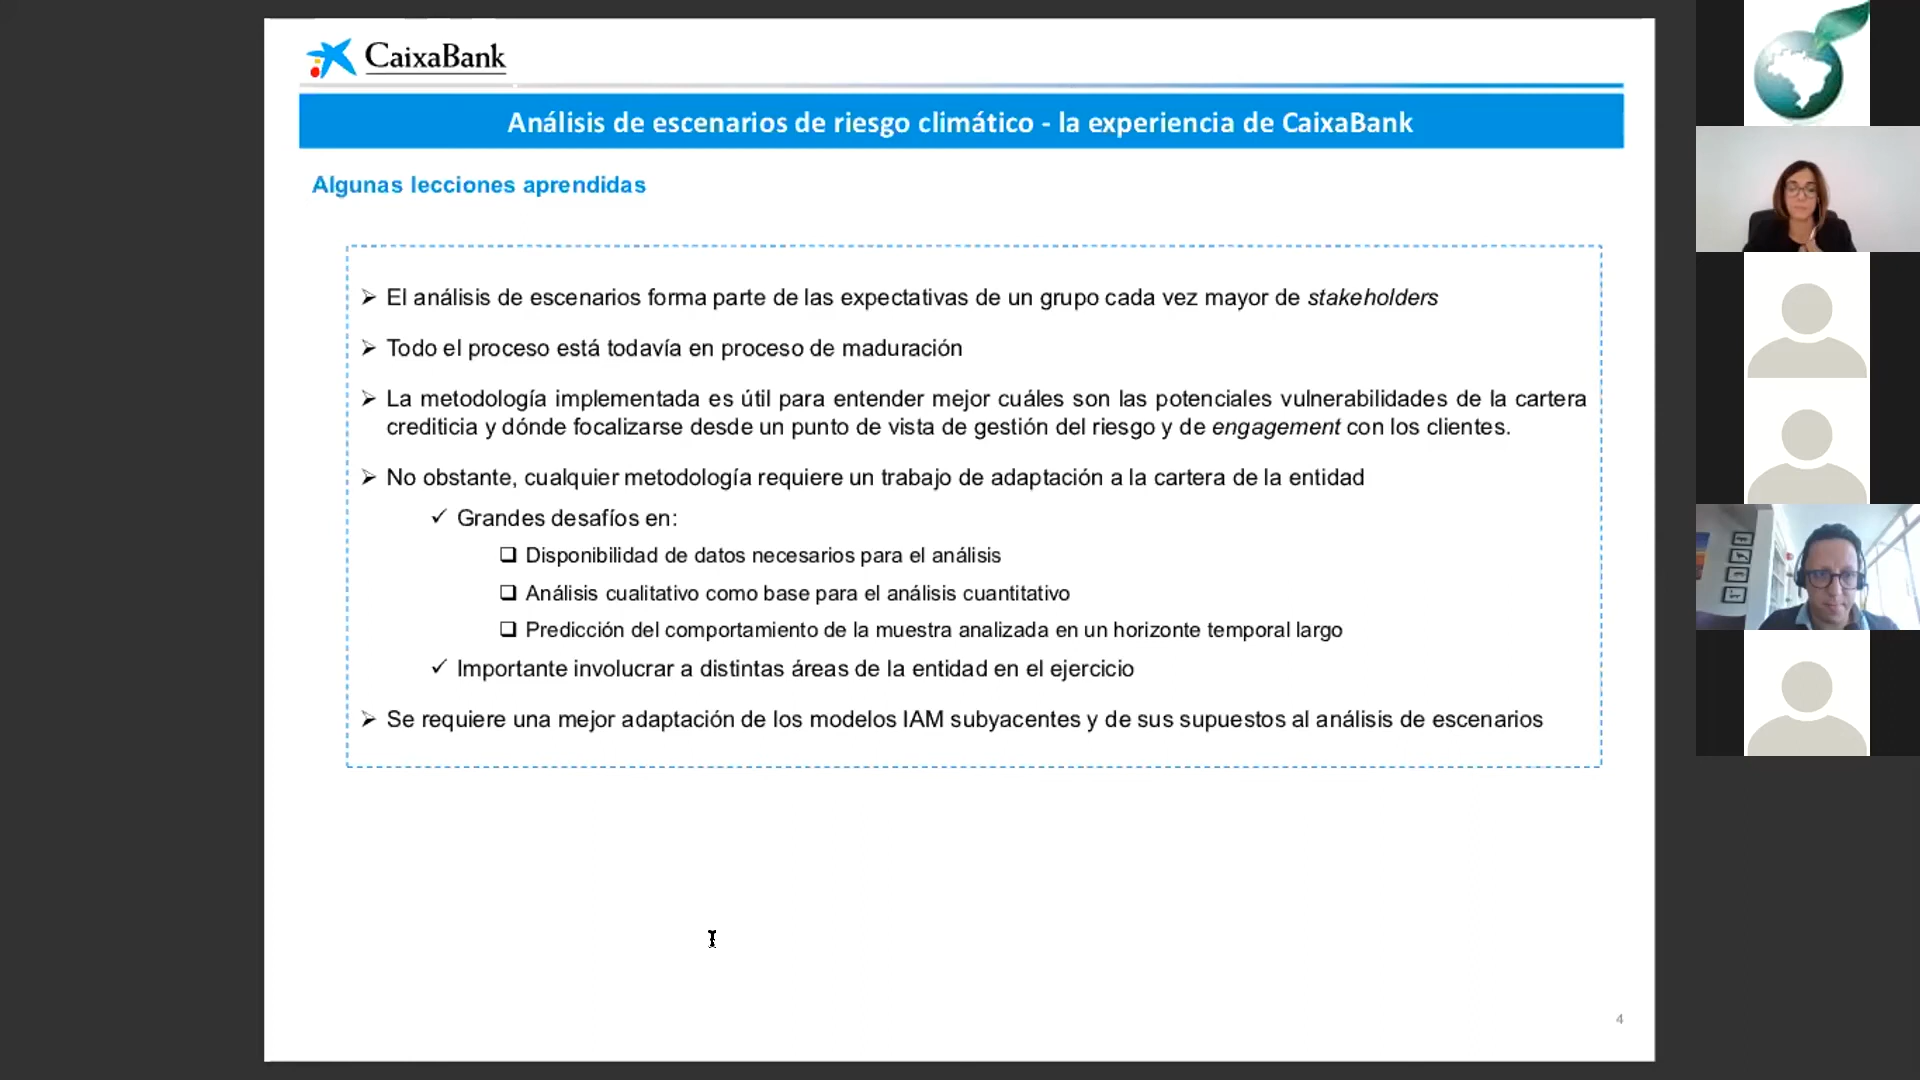 CaixaBank
Análisis de escenarios de riesgo climático - la experiencia de CaixaBank
Algunas lecciones aprendidas
➢ El análisis de escenarios forma parte de las expectativas de un grupo cada vez mayor de stakeholders
➢ Todo el proceso está todavía en proceso de maduración
➢ La metodología implementada es útil para entender mejor cuáles son las potenciales vulnerabilidades de la cartera
crediticia y dónde focalizarse desde un punto de vista de gestión del riesgo y de engagement con los clientes.
➢ No obstante, cualquier metodología requiere un trabajo de adaptación a la cartera de la entidad
✓ Grandes desafíos en:
❑ Disponibilidad de datos necesarios para el análisis
❑ Análisis cualitativo como base para el análisis cuantitativo
❑ Predicción del comportamiento de la muestra analizada en un horizonte temporal largo
✓ Importante involucrar a distintas áreas de la entidad en el ejercicio
➢ Se requiere una mejor adaptación de los modelos IAM subyacentes y de sus supuestos al análisis de escenarios
4